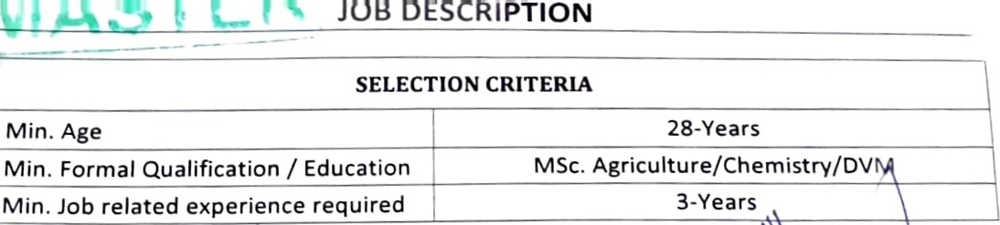 MASTER
JOB DESCRIPTION
SELECTION CRITERIA
Min. Age 28-Years
Min. Formal Qualification / Education MSc. Agriculture/Chemistry/DVM
Min. Job related experience required 3-Years